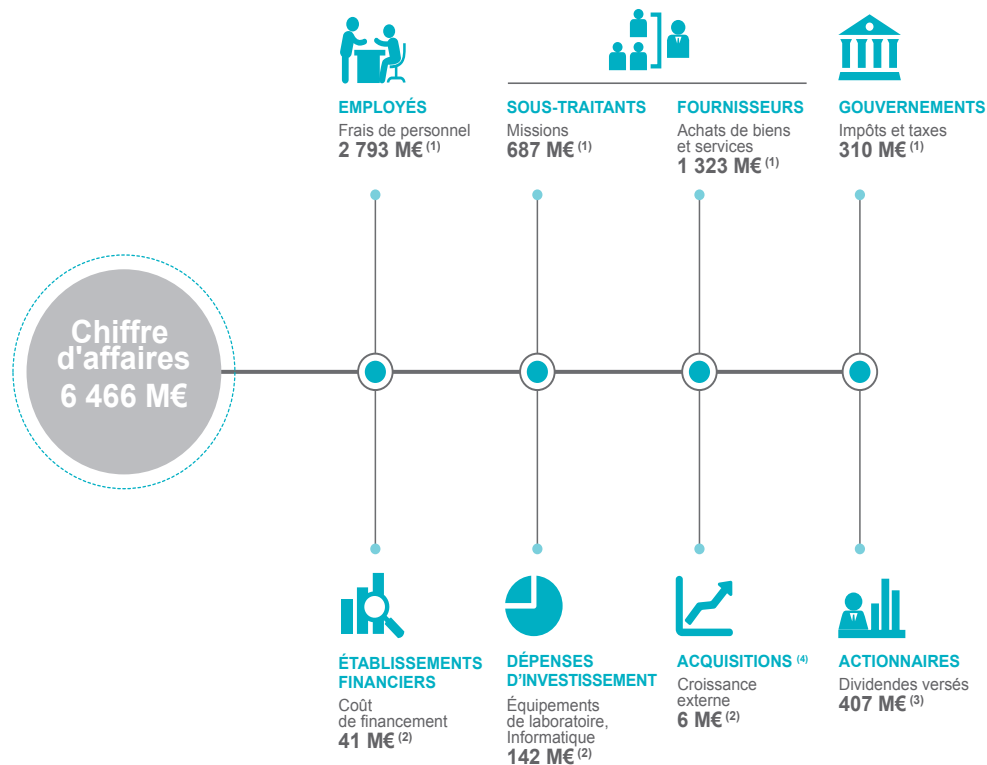 EMPLOYÉS
Frais de personnel
2 793 M€ (1)
SOUS-TRAITANTS
Missions
687 M€ (1)
FOURNISSEURS
Achats de biens
et services
1 323 M€ (1)
GOUVERNEMENTS
Impôts et taxes
310 M€ (1)
Chiffre
d'affaires
6 466 M€
ÉTABLISSEMENTS
FINANCIERS
Coût
de financement
41 M€ (2)
DÉPENSES
D'INVESTISSEMENT
Équipements
de laboratoire,
Informatique
142 M€ (2)
ACQUISITIONS (4)
Croissance
externe
6 M€ (2)
ACTIONNAIRES
Dividendes versés
407 M€ (3)